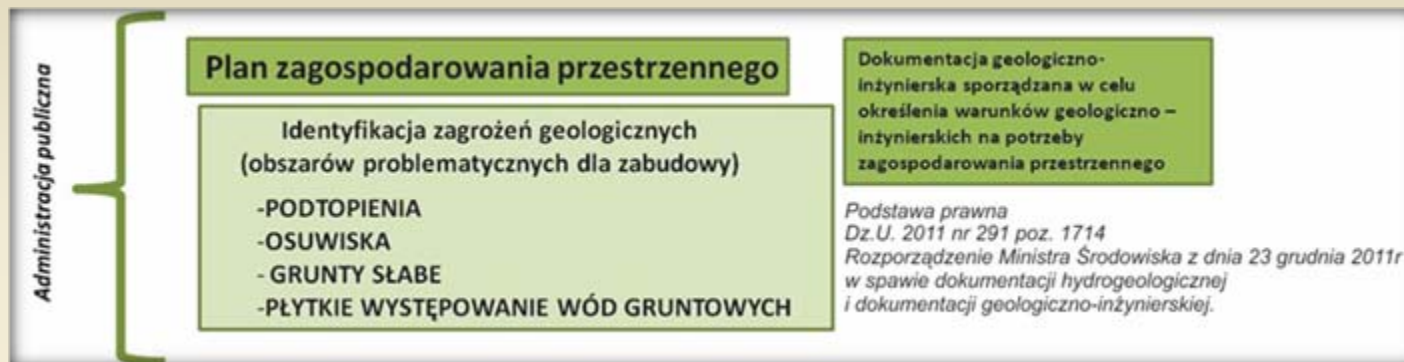 Administracja publiczna
Plan zagospodarowania przestrzennego
Identyfikacja zagrożeń geologicznych
(obszarów problematycznych dla zabudowy)
-PODTOPIENIA
-OSUWISKA
- GRUNTY SŁABE
-PŁYTKIE WYSTĘPOWANIE WÓD GRUNTOWYCH
Dokumentacja geologiczno-
inżynierska sporządzana w celu
określenia warunków geologiczno –
inżynierskich na potrzeby
zagospodarowania przestrzennego
Podstawa prawna
Dz.U. 2011 nr 291 poz. 1714
Rozporządzenie Ministra Środowiska z dnia 23 grudnia 2011r
w spawie dokumentacji hydrogeologicznej
i dokumentacji geologiczno-inżynierskiej.